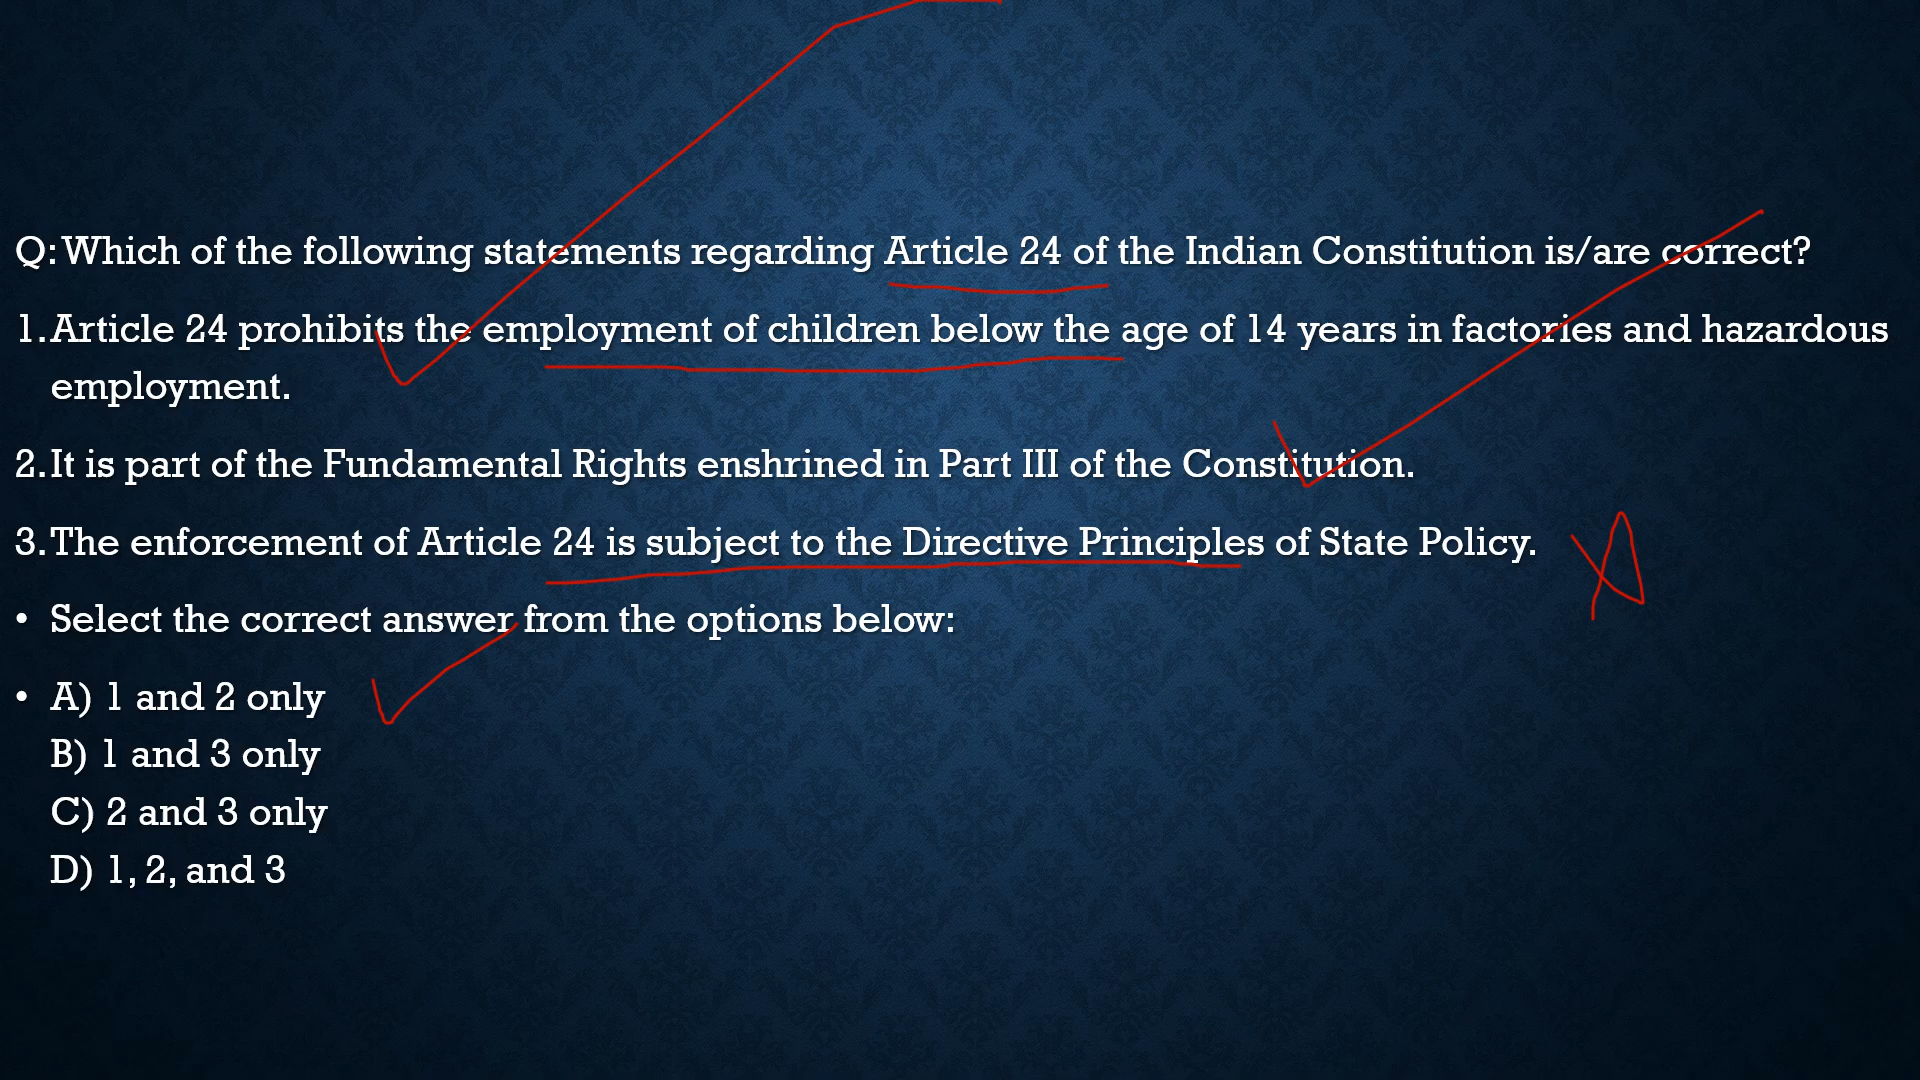 Q: Which of the following statements regarding Article 24 of the Indian Constitution is/are correct?
1. Article 24 prohibits the employment of children below the age of 14 years in factories and hazardous
employment.
2. It is part of the Fundamental Rights enshrined in Part III of the Constitution.
3. The enforcement of Article 24 is subject to the Directive Principles of State Policy.
• Select the correct answer from the options below:
• A) 1 and 2 only
B) 1 and 3 only
C) 2 and 3 only
D) 1, 2, and 3